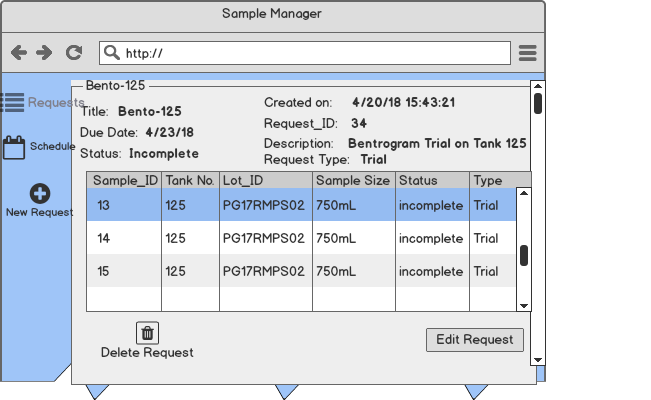 Sample Manager
http://
Bento-125
Requests
Schedule
New Request
Title: Bento-125
Due Date: 4/23/18
Status: Incomplete
Created on: 4/20/18 15:43:21
Request_ID: 34
Description: Bentrogram Trial on Tank 125
Request Type: Trial
Sample_ID Tank No. Lot_ID Sample Size Status Type
13 125 PG17RMPS02 750mL incomplete Trial
14 125 PG17RMPS02 750mL incomplete Trial
15 125 PG17RMPS02 750mL incomplete Trial
Delete Request
Edit Request